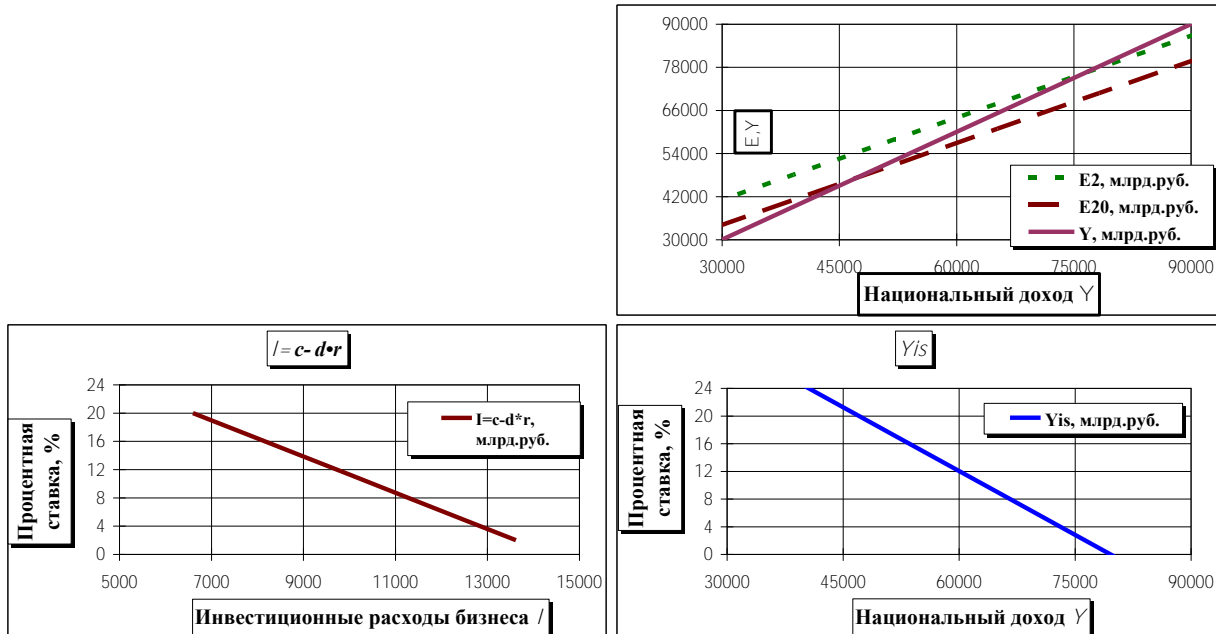 90000
78000
66000
54000
42000
30000
E,Y
E2, млрд.руб.
E20, млрд.руб.
Y, млрд.руб.
30000 45000 60000 75000 90000
Национальный доход Y
I= c- d•r
24
20
16
12
8
4
0
Процентная
ставка, %
I=c-d*r,
млрд.руб.
5000 7000 9000 11000 13000 15000
Инвестиционные расходы бизнеса I
Yis
24
20
16
12
8
4
0
Процентная
ставка, %
Yis, млрд.руб.
30000 45000 60000 75000 90000
Национальный доход Y